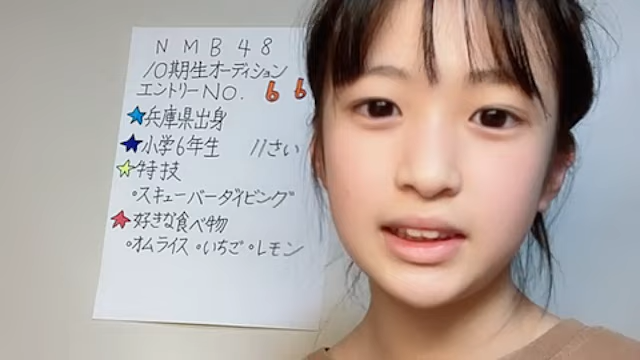 NMB48
10期生オーディション
エントリーNO. 66
兵庫県出身
小学6年生 11さい
特技
・スキューバーダイビング
好きな食べ物
・オムライス ・いちご ・レモン